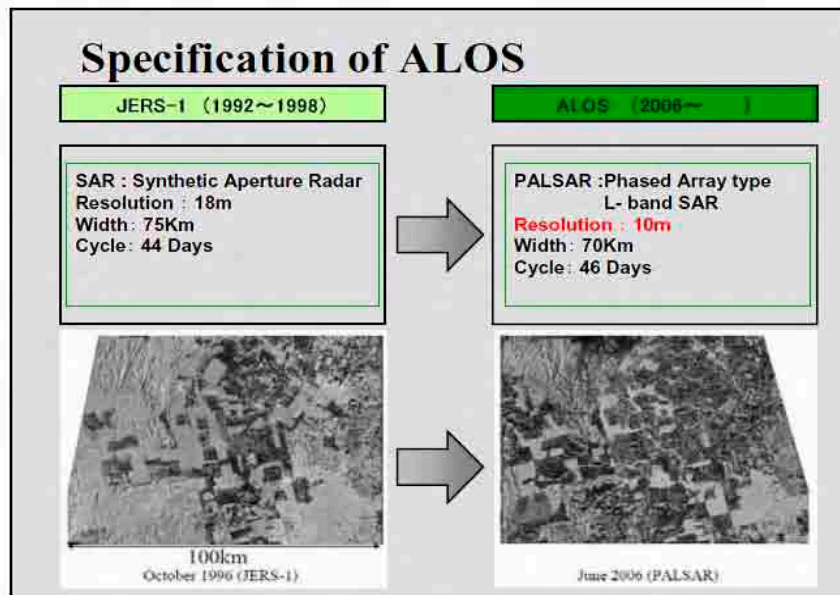 Specification of ALOS
JERS-1 (1992～1998)
ALOS (2006～ )
SAR : Synthetic Aperture Radar
Resolution : 18m
Width : 75Km
Cycle : 44 Days
PALSAR :Phased Array type
L- band SAR
Resolution : 10m
Width : 70Km
Cycle : 46 Days
100km
October 1996 (JERS-1)
June 2006 (PALSAR)